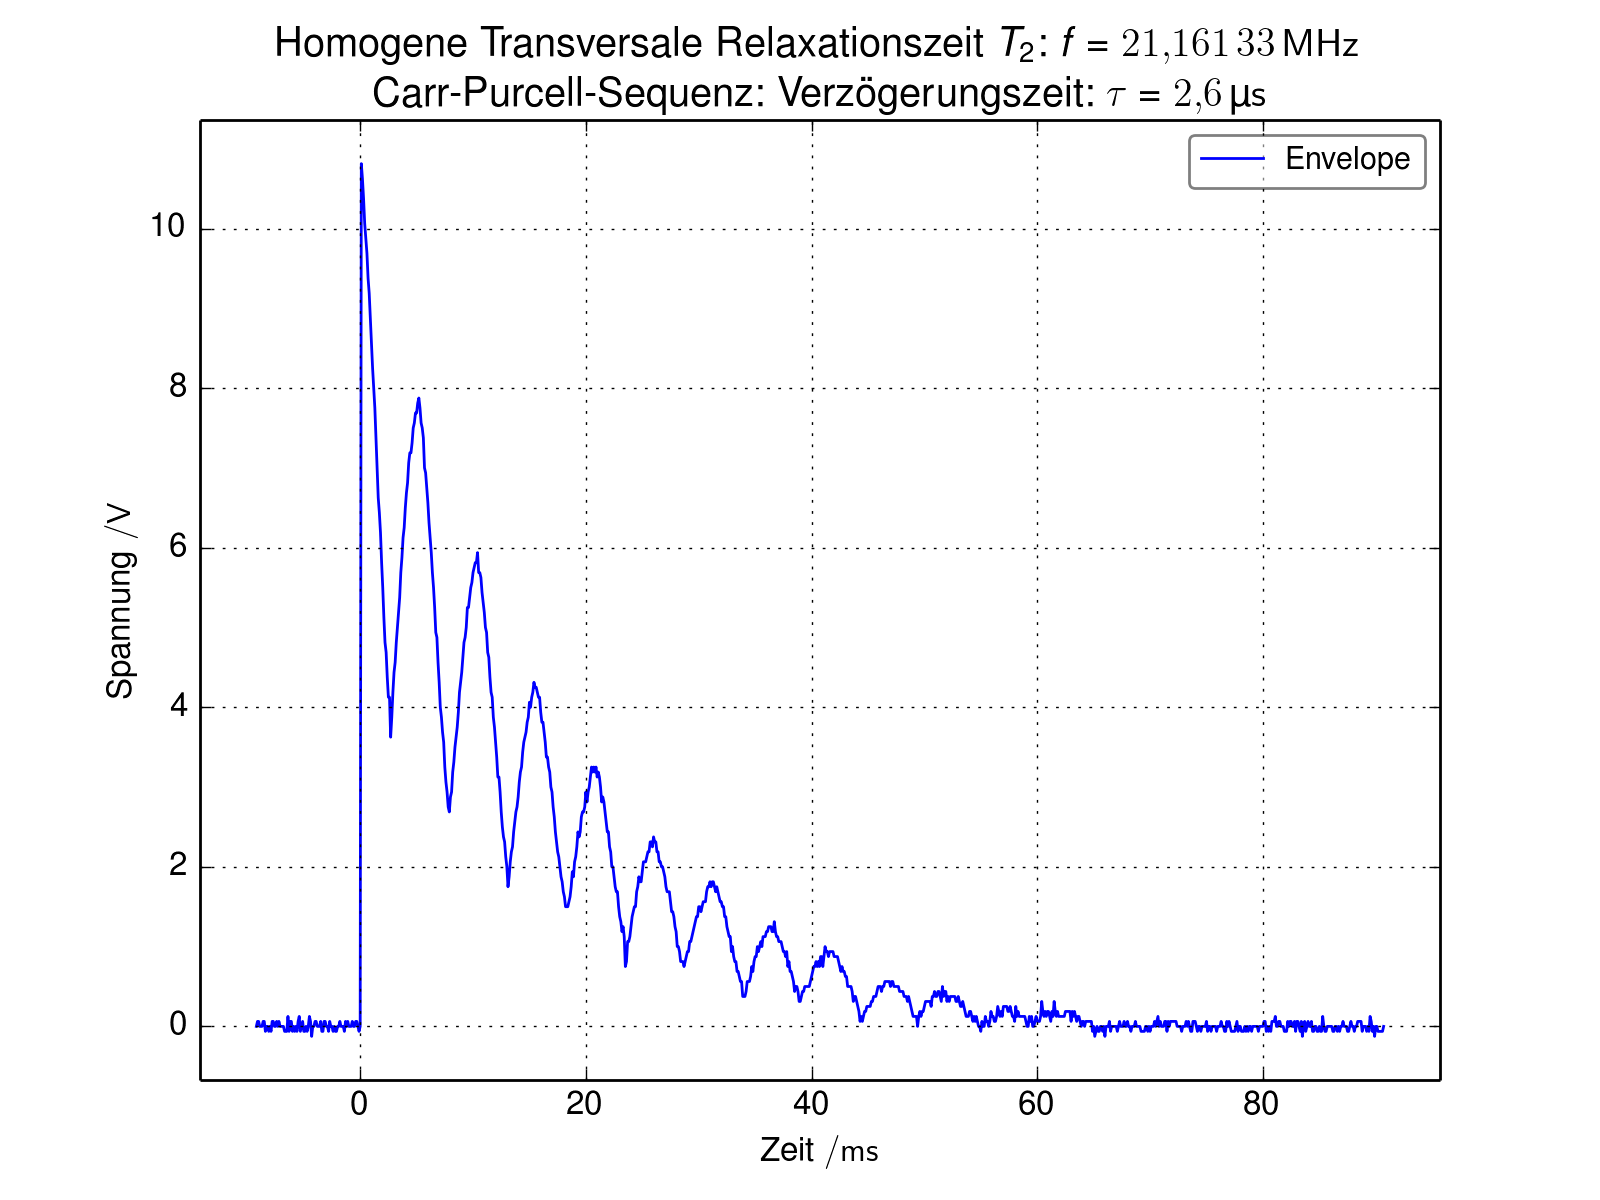 Homogene Transversale Relaxationszeit T₂: f = 21,161 33 MHz
Carr-Purcell-Sequenz: Verzögerungszeit: τ = 2,6 µs
Envelope
10
8
6
4
2
0
Spannung /V
0 20 40 60 80
Zeit /ms